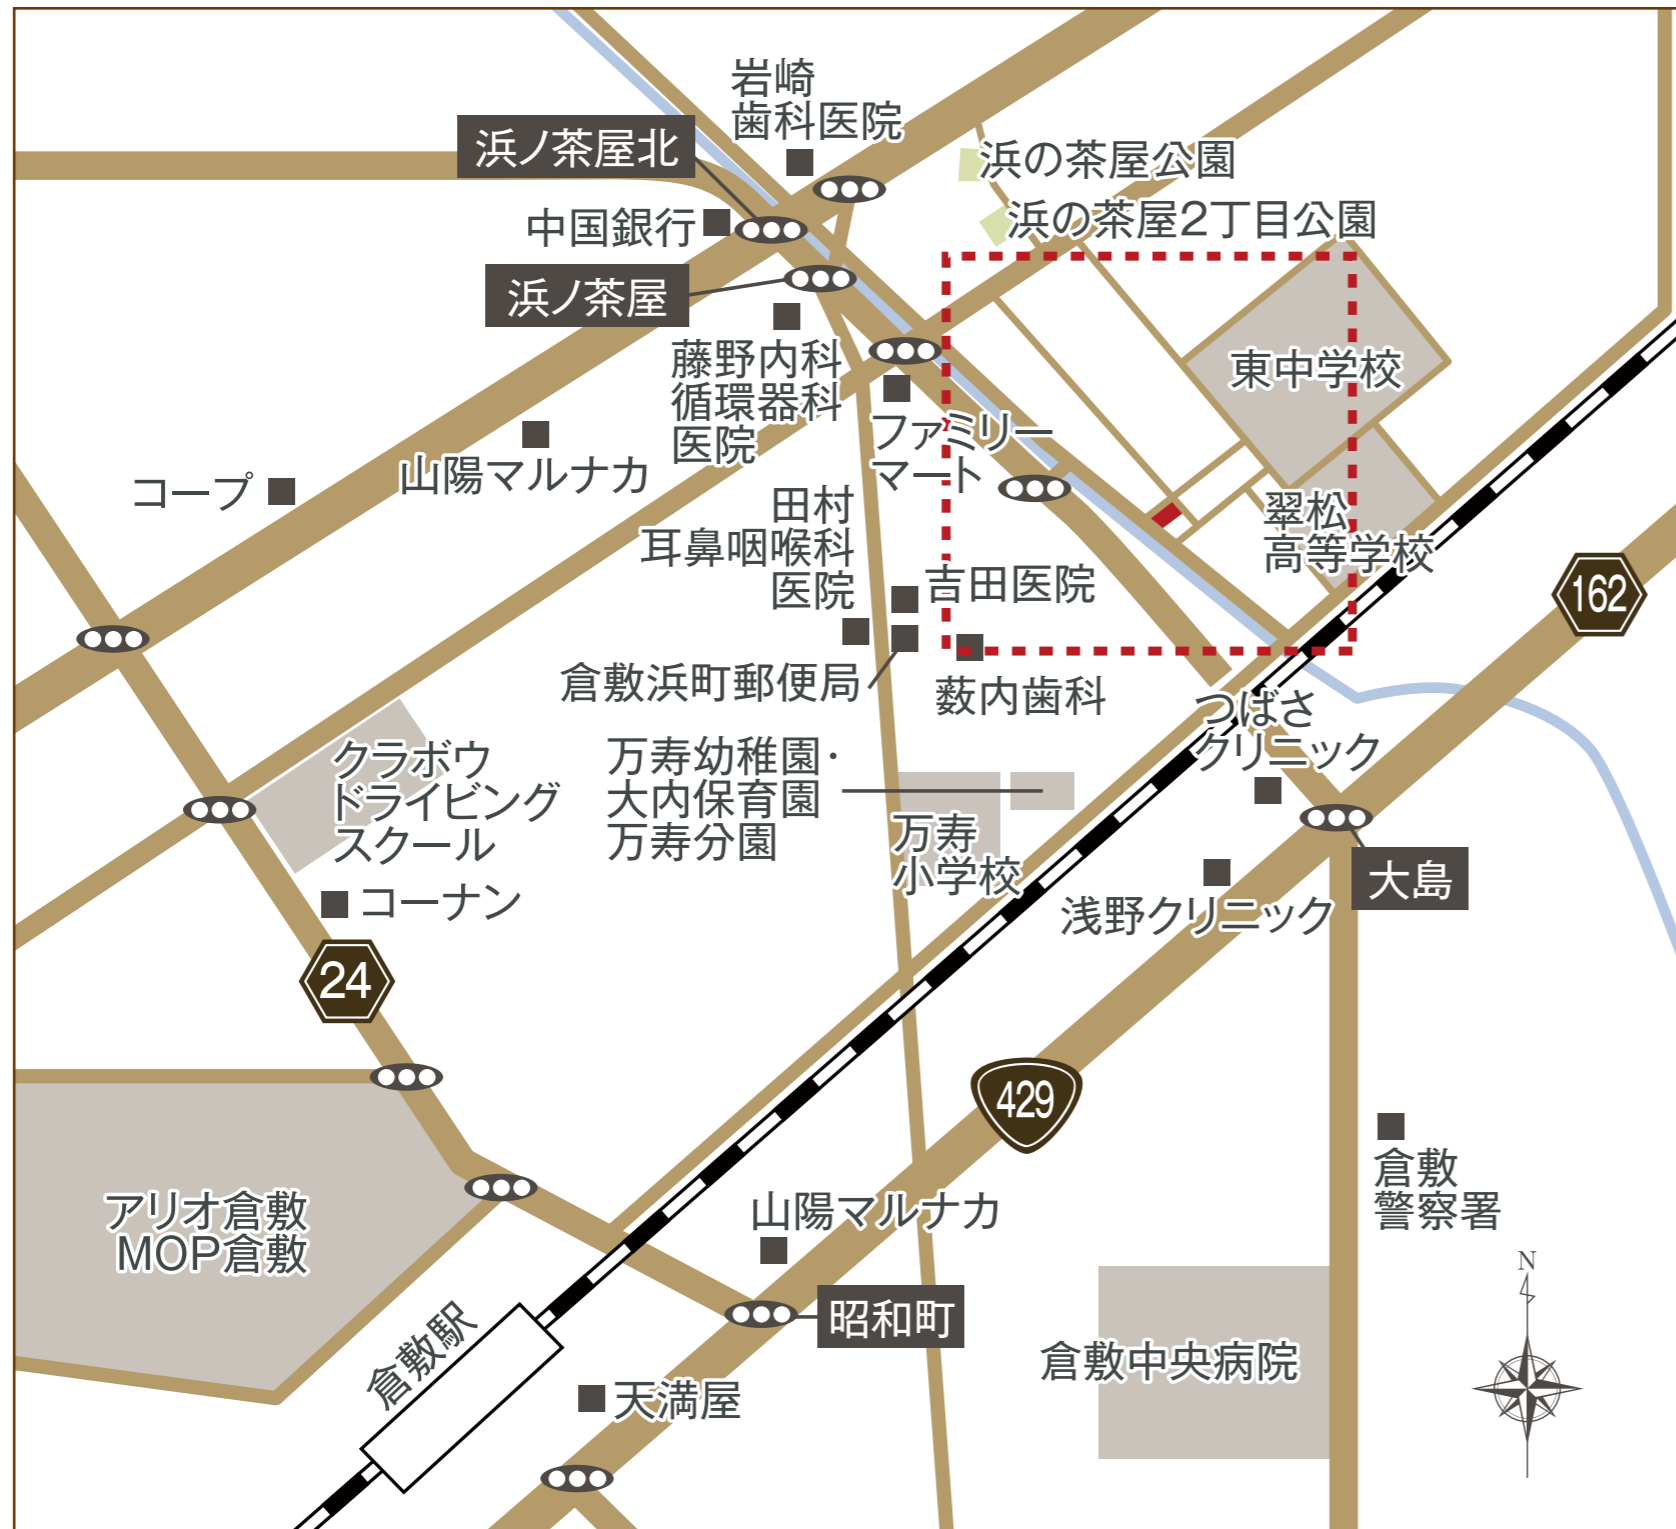 岩崎
歯科医院
浜ノ茶屋北
浜の茶屋公園
中国銀行
浜の茶屋2丁目公園
浜ノ茶屋
藤野内科
循環器科
医院
東中学校
ファミリー
マート
山陽マルナカ
コープ
田村
耳鼻咽喉科
医院
翠松
高等学校
吉田医院
162
倉敷浜町郵便局
薮内歯科
つばさ
クリニック
クラボウ
ドライビング
スクール
万寿幼稚園・
大内保育園
万寿分園
万寿
小学校
大島
コーナン
浅野クリニック
24
429
倉敷
警察署
アリオ倉敷
MOP倉敷
山陽マルナカ
N
昭和町
倉敷駅
倉敷中央病院
天満屋